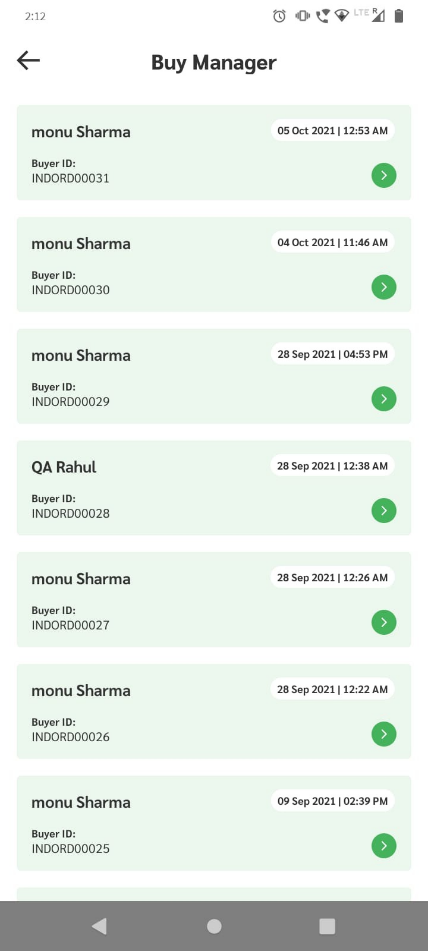 2:12
LTE R
Buy Manager
monu Sharma
05 Oct 2021 | 12:53 AM
Buyer ID:
INDORD00031
monu Sharma
04 Oct 2021 | 11:46 AM
Buyer ID:
INDORD00030
monu Sharma
28 Sep 2021 | 04:53 PM
Buyer ID:
INDORD00029
QA Rahul
28 Sep 2021 | 12:38 AM
Buyer ID:
INDORD00028
monu Sharma
28 Sep 2021 | 12:26 AM
Buyer ID:
INDORD00027
monu Sharma
28 Sep 2021 | 12:22 AM
Buyer ID:
INDORD00026
monu Sharma
09 Sep 2021 | 02:39 PM
Buyer ID:
INDORD00025